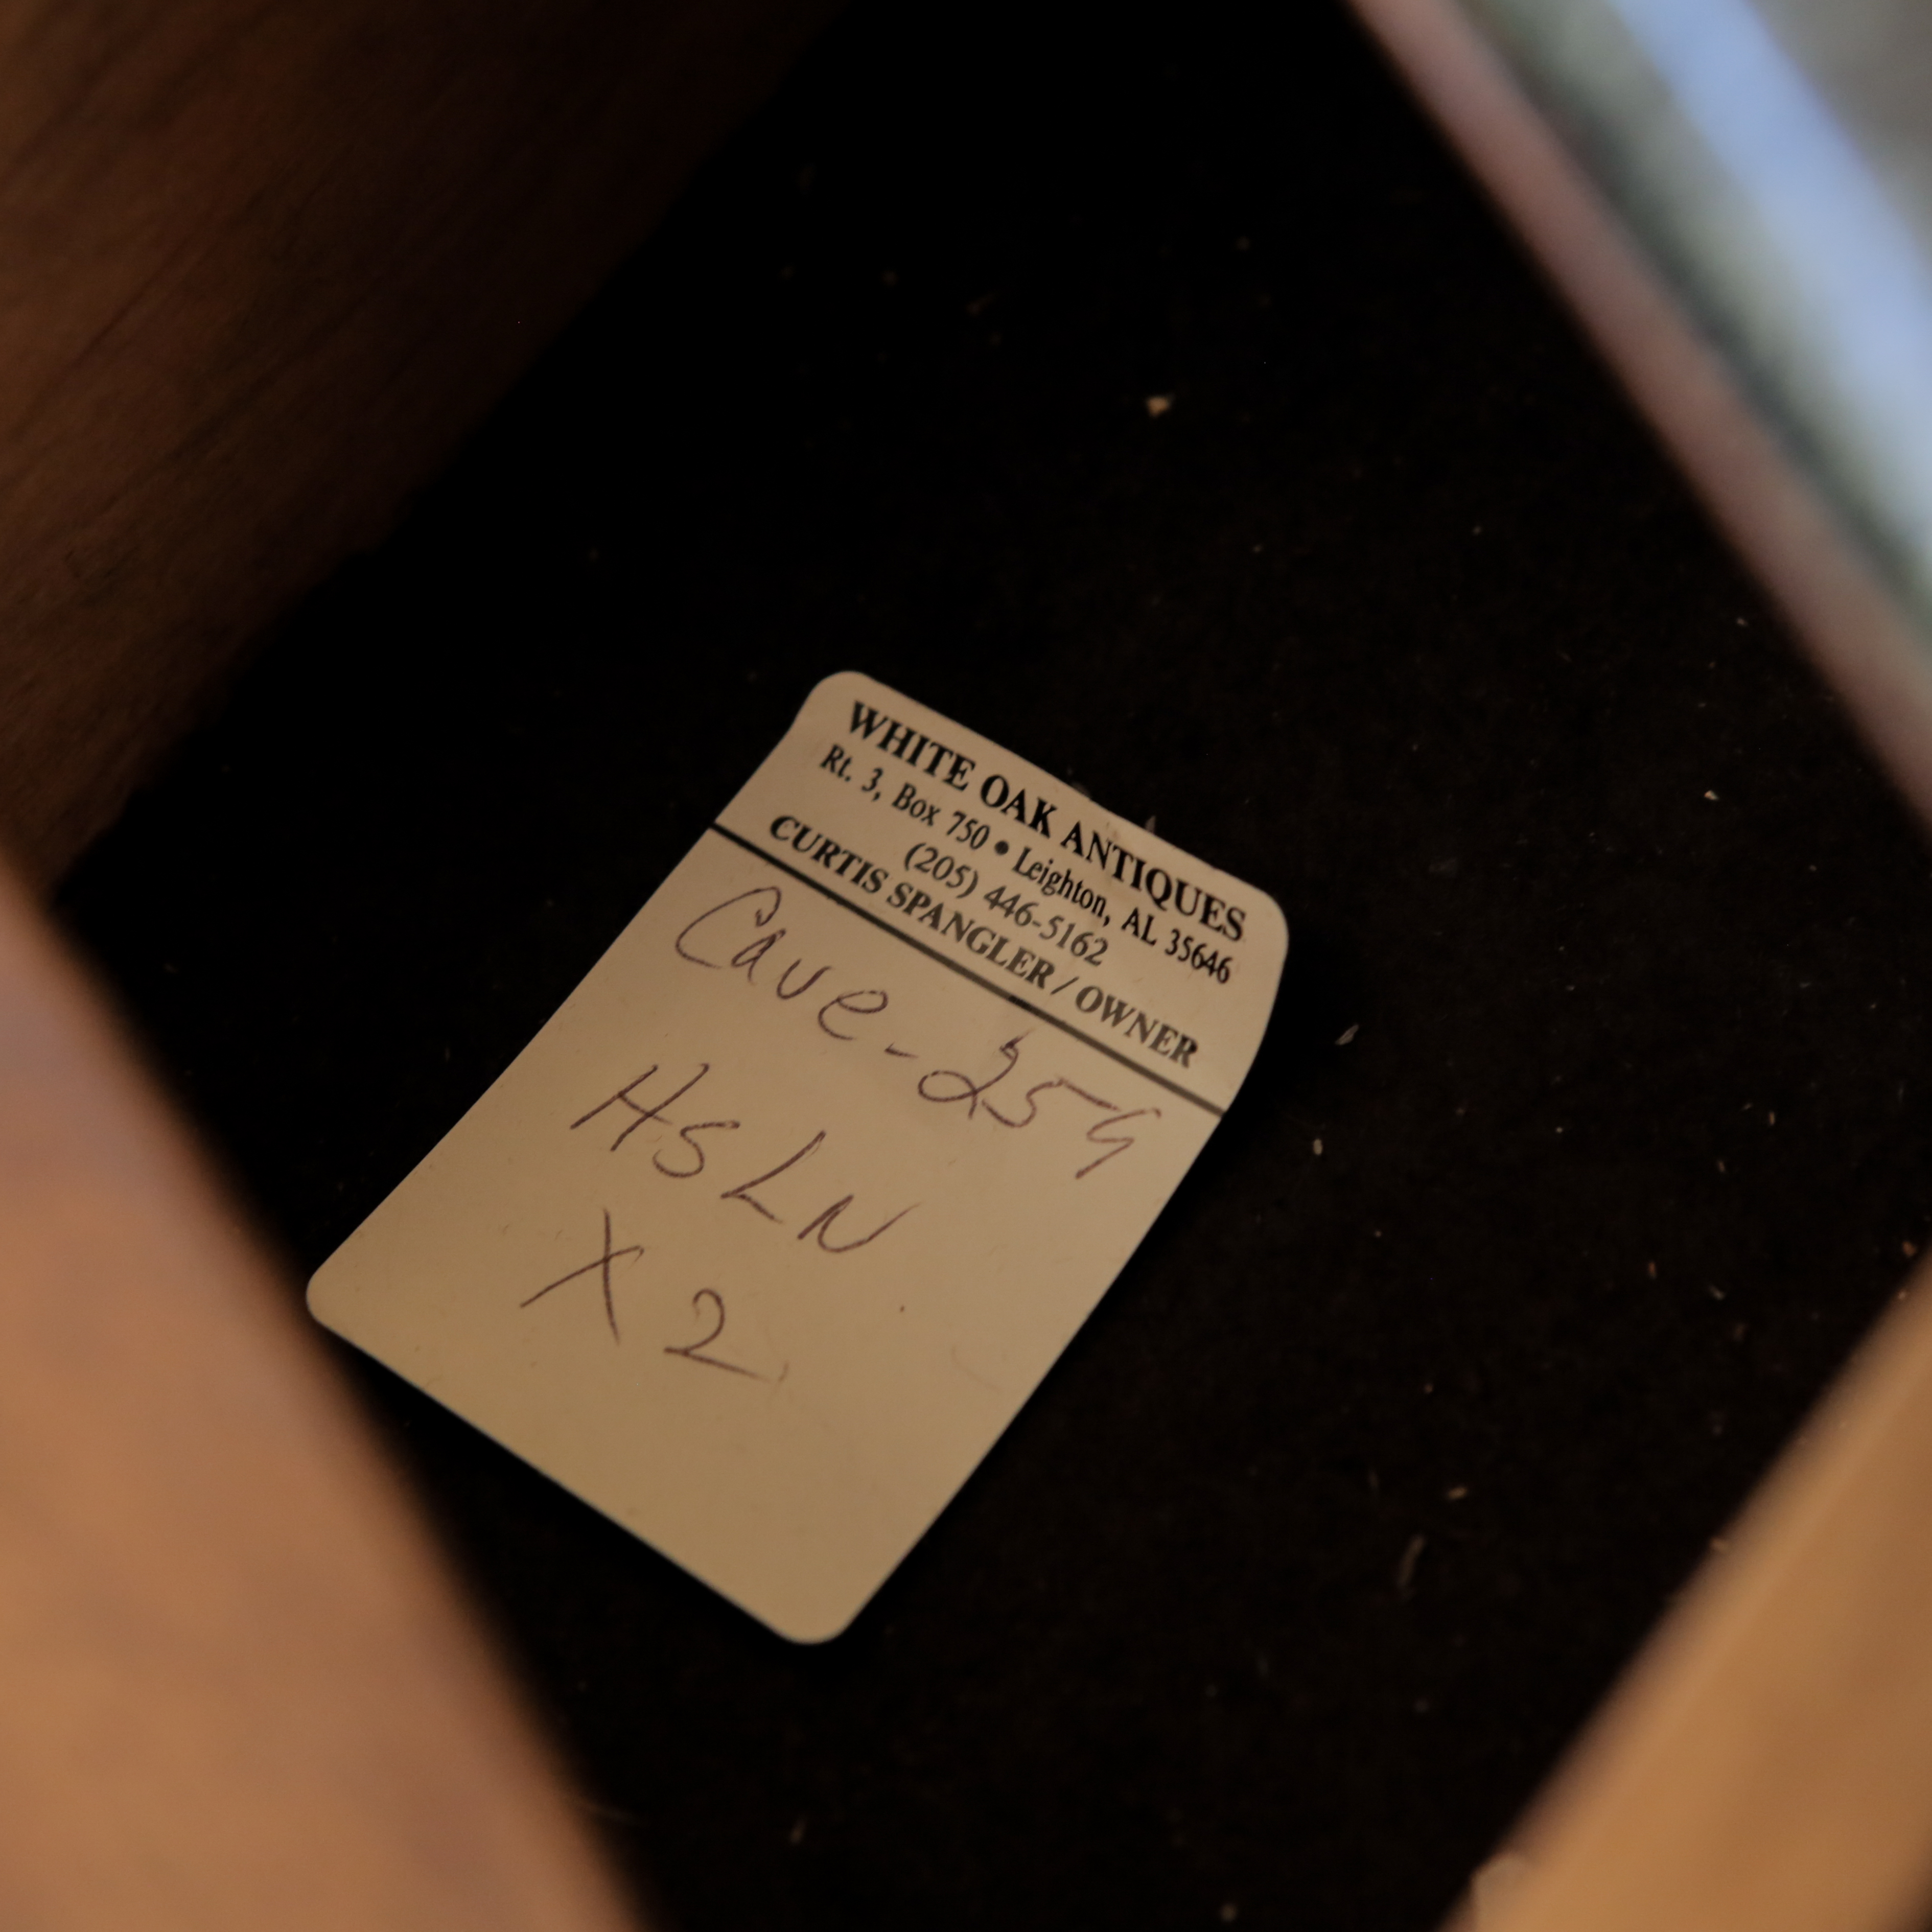 WHITE OAK ANTIQUES
Rt. 3, Box 750 • Leighton, AL 35646
(205) 446-5162
CURTIS SPANGLER / OWNER
Cave-259
HSLN
X2